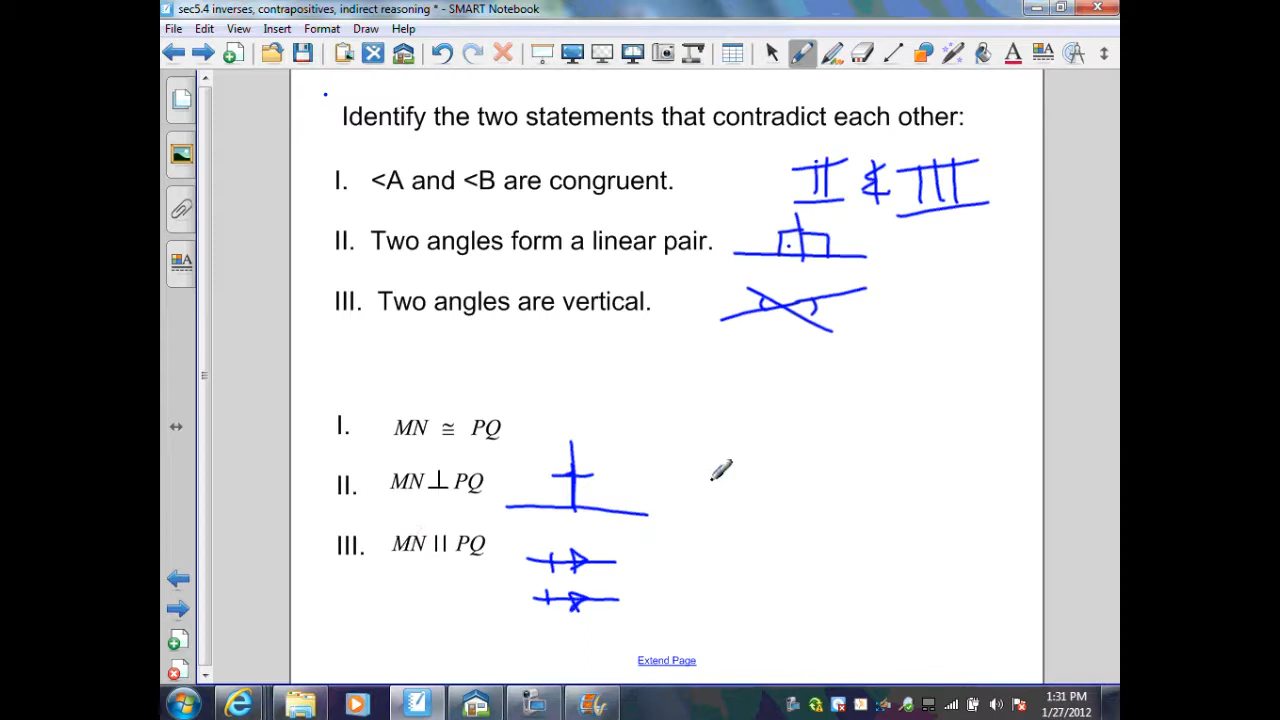 sec5.4 inverses, contrapositives, indirect reasoning * - SMART Notebook
File Edit View Insert Format Draw Help
Identify the two statements that contradict each other:
I. <A and <B are congruent.
II & III
II. Two angles form a linear pair.
III. Two angles are vertical.
I. MN ≅ PQ
II. MN ⊥ PQ
III. MN || PQ
Extend Page
1:31 PM
1/27/2012